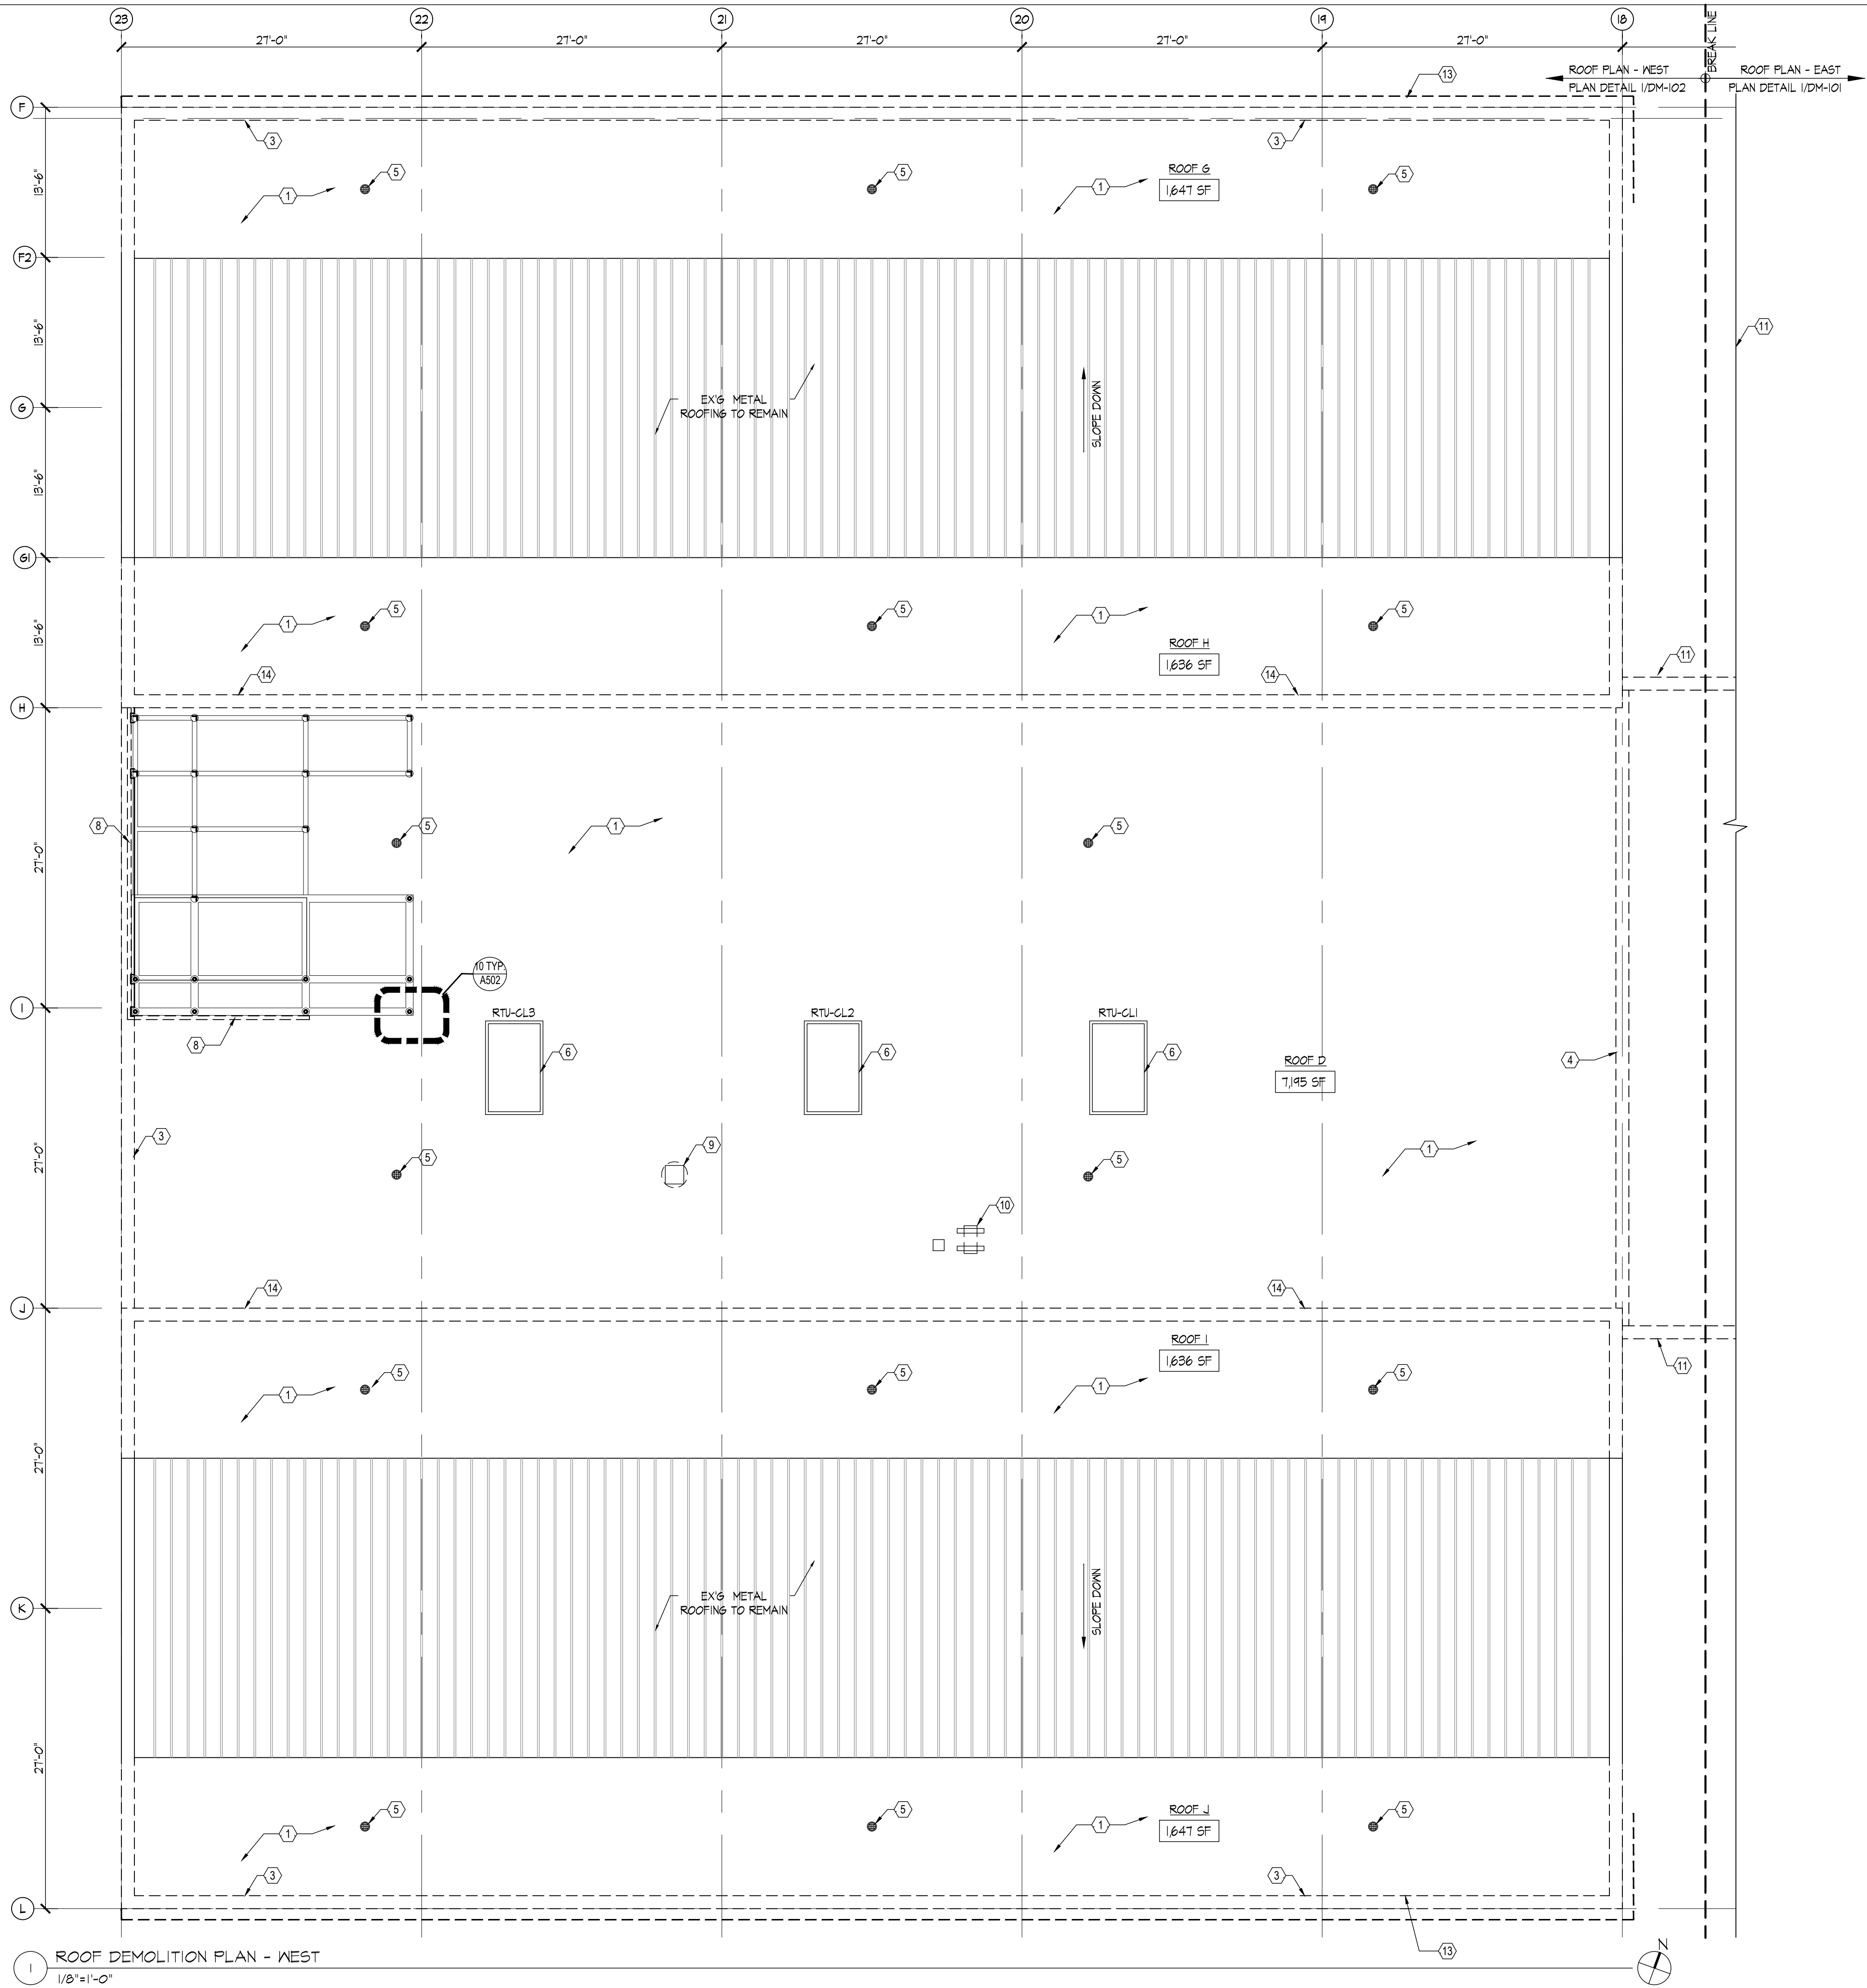 23 22 21 20 19 18
27'-0" 27'-0" 27'-0" 27'-0" 27'-0"
BREAK LINE
ROOF PLAN - WEST
PLAN DETAIL 1/DM-102
ROOF PLAN - EAST
PLAN DETAIL 1/DM-101
13
F
3 3
13'-6"
1 5 5 1 5
ROOF G
1,647 SF
F2
13'-6"
11
G
EX'G METAL
ROOFING TO REMAIN
SLOPE DOWN
13'-6"
G1
13'-6"
1 5 5 1 5
ROOF H
1,636 SF
14 14
11
H
8 5 1 5
27'-0"
10 TYP.
A502
I
8
RTU-CL3 RTU-CL2 RTU-CL1
6 6 6
ROOF D
7,195 SF
4
3
27'-0"
5 9 5 1
10
14 14
J
ROOF I
1,636 SF
11
1 5 5 1 5
27'-0"
K
EX'G METAL
ROOFING TO REMAIN
SLOPE DOWN
27'-0"
1 5 5 1 5
ROOF J
1,647 SF
3 3
L
13
N
1
ROOF DEMOLITION PLAN - WEST
1/8"=1'-0"